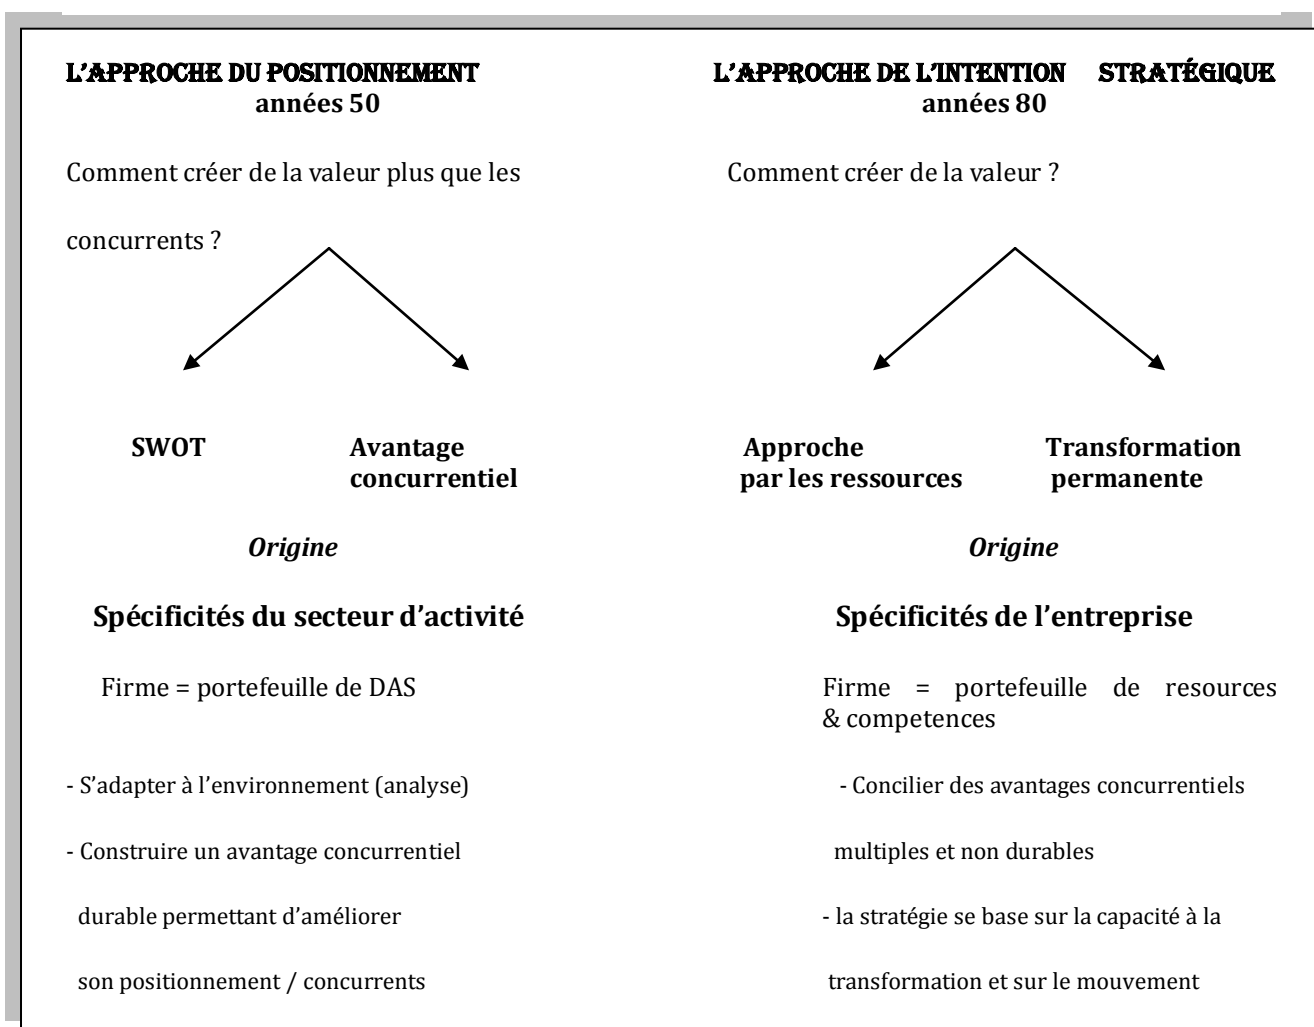 L'APPROCHE DU POSITIONNEMENT
années 50
Comment créer de la valeur plus que les
concurrents ?
SWOT
Avantage
concurrentiel
Origine
Spécificités du secteur d'activité
Firme = portefeuille de DAS
- S'adapter à l'environnement (analyse)
- Construire un avantage concurrentiel
durable permettant d'améliorer
son positionnement / concurrents
L'APPROCHE DE L'INTENTION STRATÉGIQUE
années 80
Comment créer de la valeur ?
Approche
par les ressources
Transformation
permanente
Origine
Spécificités de l'entreprise
Firme = portefeuille de resources
& competences
- Concilier des avantages concurrentiels
multiples et non durables
- la stratégie se base sur la capacité à la
transformation et sur le mouvement